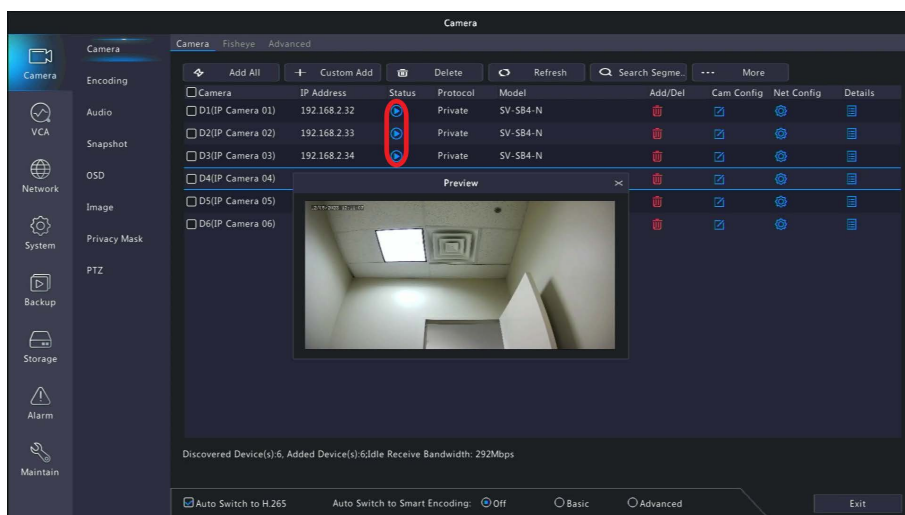 Camera
Camera
VCA
Network
System
Backup
Storage
Alarm
Maintain
Camera
Encoding
Audio
Snapshot
OSD
Image
Privacy Mask
PTZ
Camera Fisheye Advanced
Add All Custom Add Delete Refresh Search Segme.. ... More
Camera IP Address Status Protocol Model Add/Del Cam Config Net Config Details
D1(IP Camera 01) 192.168.2.32 Private SV-SB4-N
D2(IP Camera 02) 192.168.2.33 Private SV-SB4-N
D3(IP Camera 03) 192.168.2.34 Private SV-SB4-N
D4(IP Camera 04)
D5(IP Camera 05)
D6(IP Camera 06)
Preview
Discovered Device(s):6, Added Device(s):6;Idle Receive Bandwidth: 292Mbps
Auto Switch to H.265 Auto Switch to Smart Encoding: Off Basic Advanced Exit